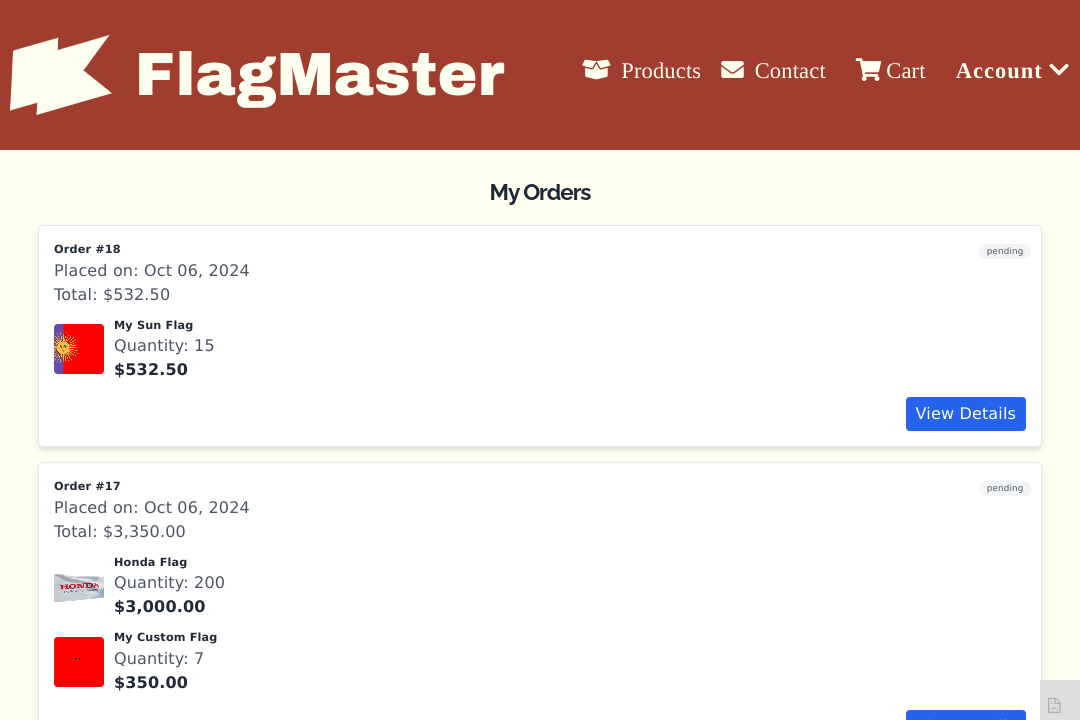 FlagMaster
Products
Contact
Cart
Account
My Orders
Order #18
pending
Placed on: Oct 06, 2024
Total: $532.50
My Sun Flag
Quantity: 15
$532.50
View Details
Order #17
pending
Placed on: Oct 06, 2024
Total: $3,350.00
Honda Flag
HONDA
Quantity: 200
$3,000.00
My Custom Flag
Quantity: 7
$350.00